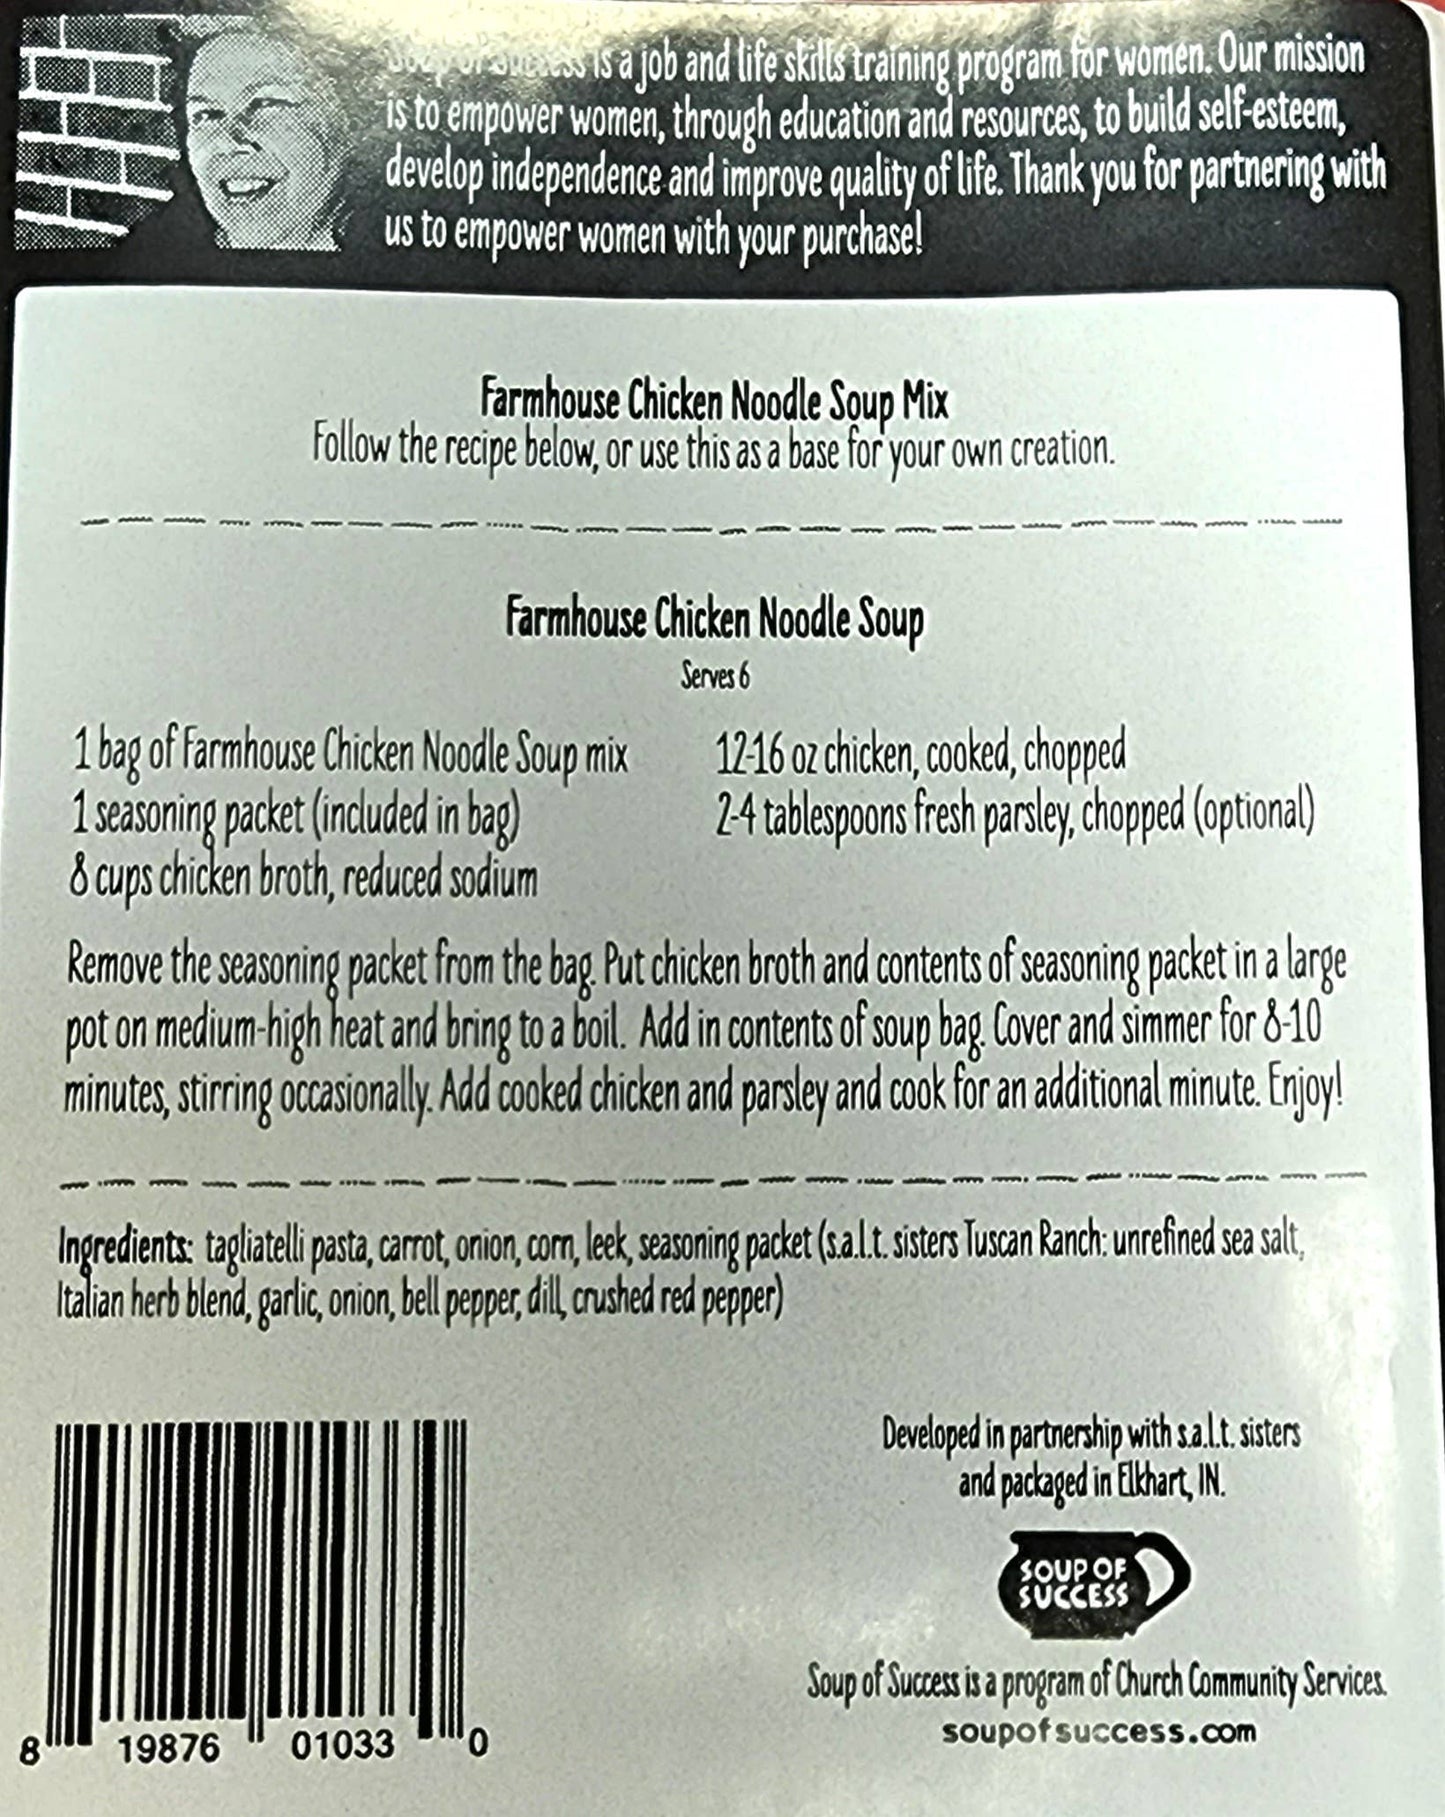 Soup of Success is a job and life skills training program for women. Our mission
is to empower women, through education and resources, to build self-esteem,
develop independence and improve quality of life. Thank you for partnering with
us to empower women with your purchase!
Farmhouse Chicken Noodle Soup Mix
Follow the recipe below, or use this as a base for your own creation.
Farmhouse Chicken Noodle Soup
Serves 6
1 bag of Farmhouse Chicken Noodle Soup mix
1 seasoning packet (included in bag)
8 cups chicken broth, reduced sodium
12-16 oz chicken, cooked, chopped
2-4 tablespoons fresh parsley, chopped (optional)
Remove the seasoning packet from the bag. Put chicken broth and contents of seasoning packet in a large
pot on medium-high heat and bring to a boil. Add in contents of soup bag. Cover and simmer for 8-10
minutes, stirring occasionally. Add cooked chicken and parsley and cook for an additional minute. Enjoy!
Ingredients: tagliatelli pasta, carrot, onion, corn, leek, seasoning packet (s.a.l.t. sisters Tuscan Ranch: unrefined sea salt,
Italian herb blend, garlic, onion, bell pepper, dill, crushed red pepper)
8 19876 01033 0
Developed in partnership with s.a.l.t. sisters
and packaged in Elkhart, IN.
SOUP OF
SUCCESS
Soup of Success is a program of Church Community Services.
soupofsuccess.com